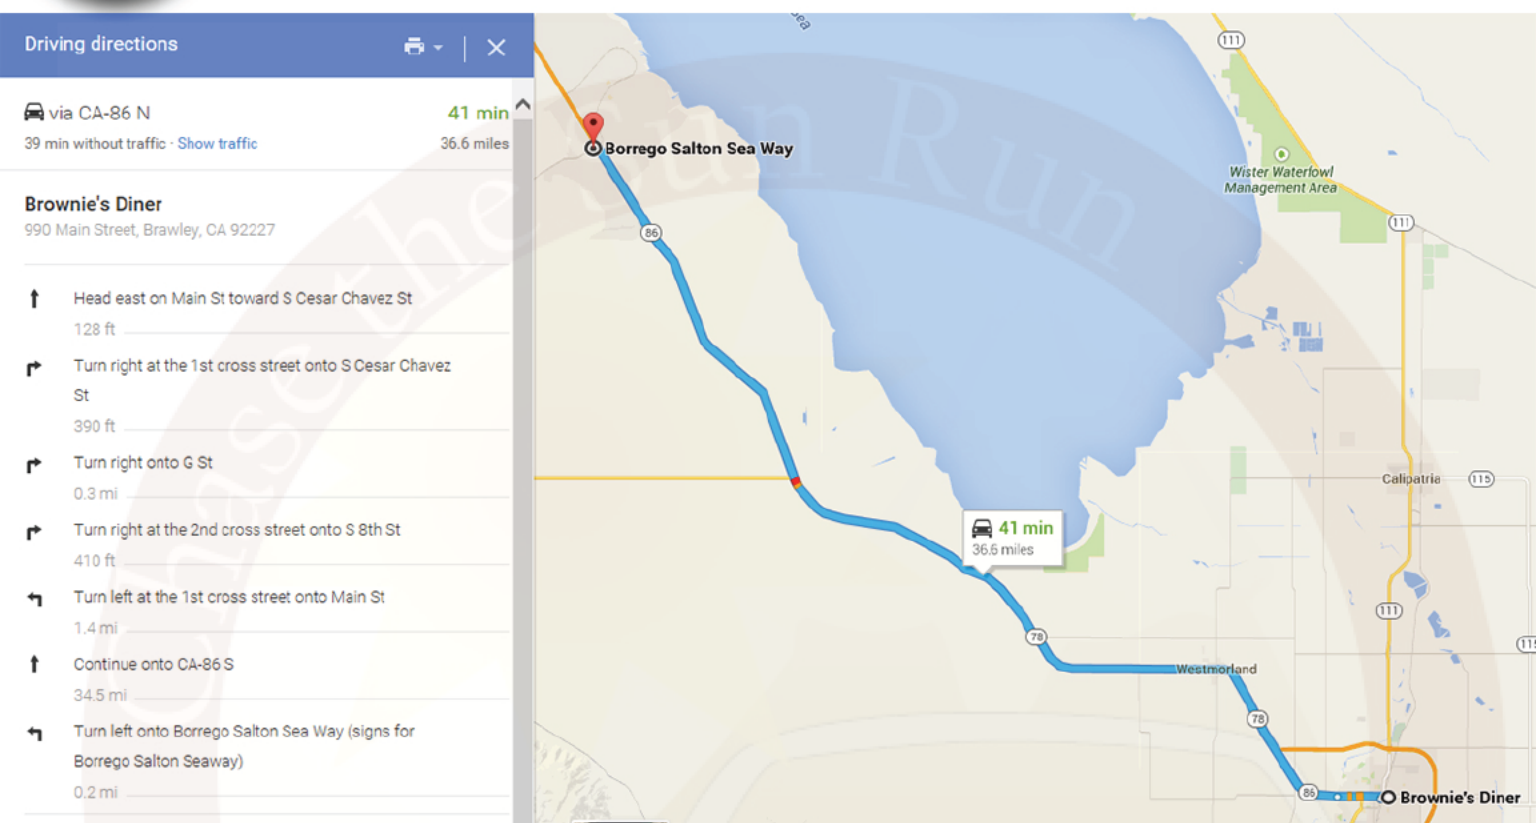 Driving directions
via CA-86 N
41 min
39 min without traffic · Show traffic
36.6 miles
Brownie's Diner
990 Main Street, Brawley, CA 92227
Head east on Main St toward S Cesar Chavez St
128 ft
Turn right at the 1st cross street onto S Cesar Chavez
St
390 ft
Turn right onto G St
0.3 mi
Turn right at the 2nd cross street onto S 8th St
410 ft
Turn left at the 1st cross street onto Main St
1.4 mi
Continue onto CA-86 S
34.5 mi
Turn left onto Borrego Salton Sea Way (signs for
Borrego Salton Seaway)
0.2 mi
Chase the Sun Run
111
Borrego Salton Sea Way
Wister Waterfowl
Management Area
111
86
Calipatria
115
41 min
36.6 miles
111
78
Westmorland
78
86
Brownie's Diner